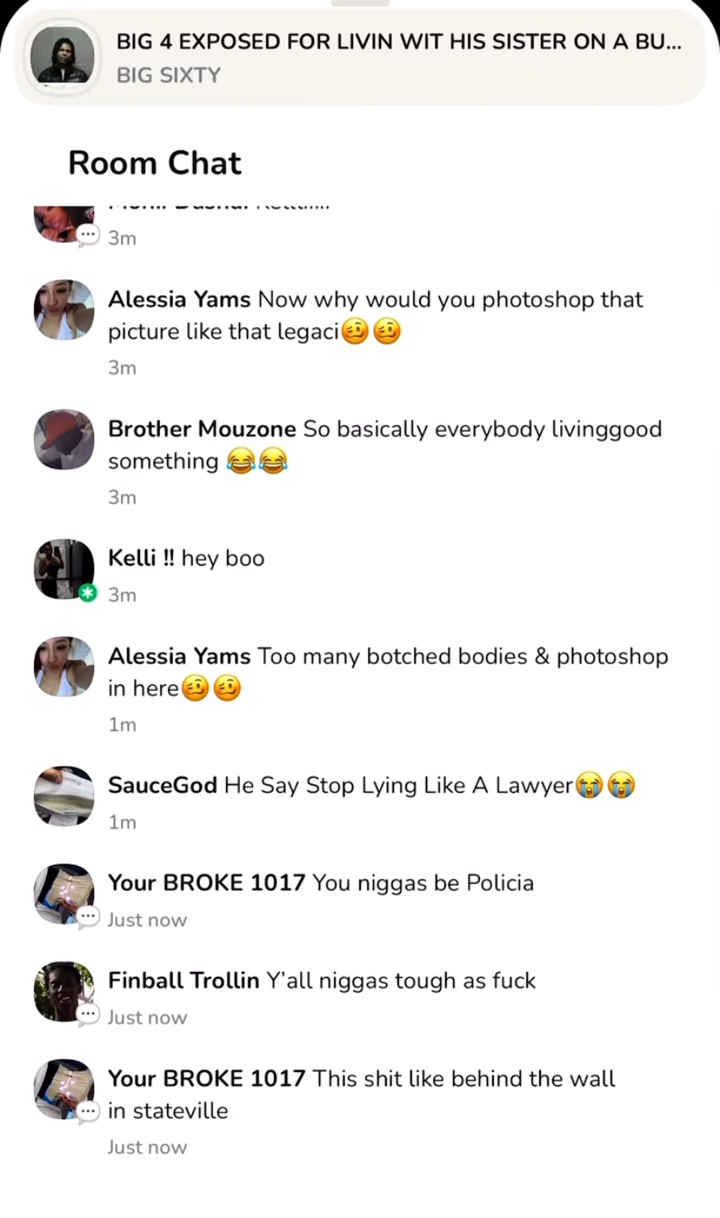 BIG 4 EXPOSED FOR LIVIN WIT HIS SISTER ON A BU...
BIG SIXTY
Room Chat
3m
Alessia Yams Now why would you photoshop that
picture like that legaci🥴🥴
3m
Brother Mouzone So basically everybody livinggood
something 😂😂
3m
Kelli !! hey boo
3m
Alessia Yams Too many botched bodies & photoshop
in here🥴🥴
1m
SauceGod He Say Stop Lying Like A Lawyer😭😭
1m
Your BROKE 1017 You niggas be Policia
Just now
Finball Trollin Y'all niggas tough as fuck
Just now
Your BROKE 1017 This shit like behind the wall
in stateville
Just now